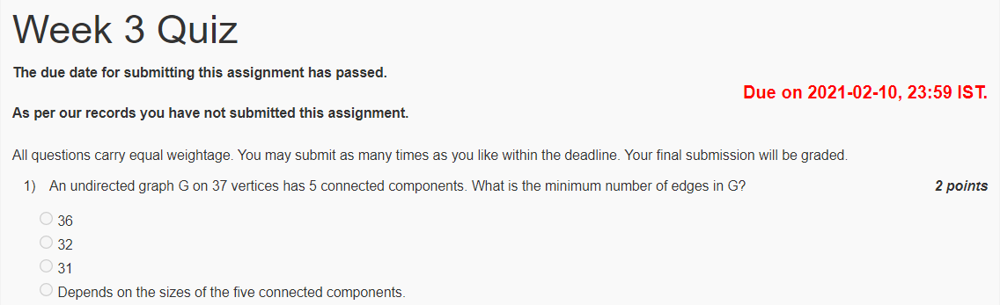 Week 3 Quiz
The due date for submitting this assignment has passed.
Due on 2021-02-10, 23:59 IST.
As per our records you have not submitted this assignment.
All questions carry equal weightage. You may submit as many times as you like within the deadline. Your final submission will be graded.
1) An undirected graph G on 37 vertices has 5 connected components. What is the minimum number of edges in G? 2 points
36
32
31
Depends on the sizes of the five connected components.